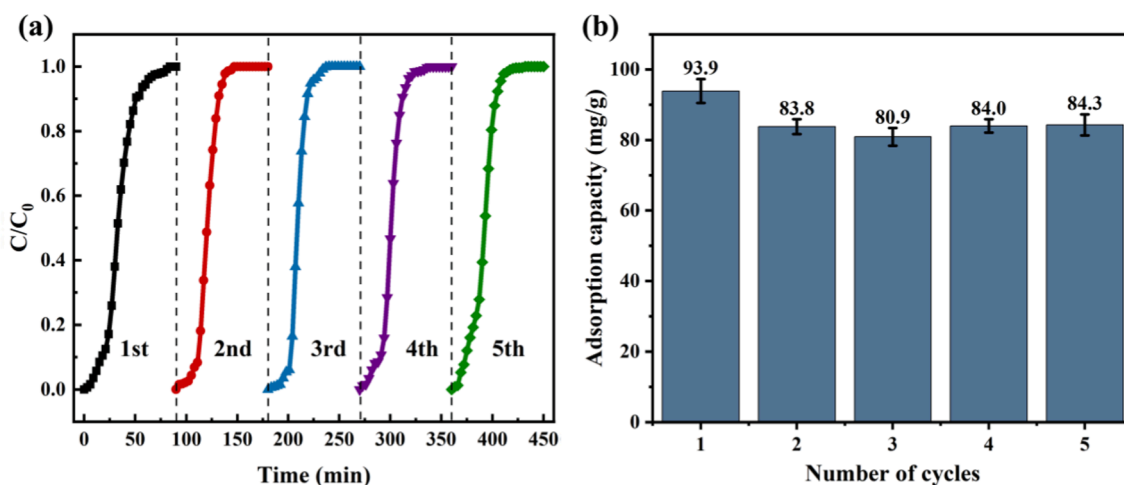 (a)
C/C0
1.0
0.8
0.6
0.4
0.2
0.0
1st
2nd
3rd
4th
5th
0
50
100
150
200
250
300
350
400
450
Time (min)
(b)
Adsorption capacity (mg/g)
100
80
60
40
20
0
93.9
83.8
80.9
84.0
84.3
1
2
3
4
5
Number of cycles